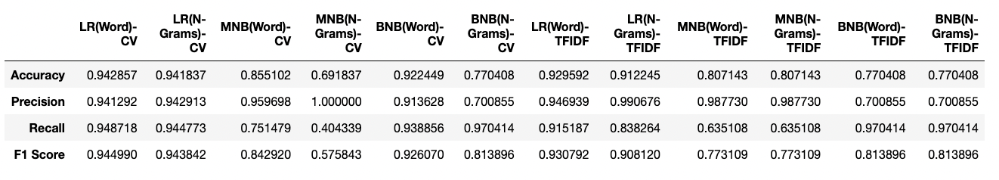 LR(Word)-CV LR(N-Grams)-CV MNB(Word)-CV MNB(N-Grams)-CV BNB(Word)-CV BNB(N-Grams)-CV LR(Word)-TFIDF LR(N-Grams)-TFIDF MNB(Word)-TFIDF MNB(N-Grams)-TFIDF BNB(Word)-TFIDF BNB(N-Grams)-TFIDF
Accuracy 0.942857 0.941837 0.855102 0.691837 0.922449 0.770408 0.929592 0.912245 0.807143 0.807143 0.770408 0.770408
Precision 0.941292 0.942913 0.959698 1.000000 0.913628 0.700855 0.946939 0.990676 0.987730 0.987730 0.700855 0.700855
Recall 0.948718 0.944773 0.751479 0.404339 0.938856 0.970414 0.915187 0.838264 0.635108 0.635108 0.970414 0.970414
F1 Score 0.944990 0.943842 0.842920 0.575843 0.926070 0.813896 0.930792 0.908120 0.773109 0.773109 0.813896 0.813896